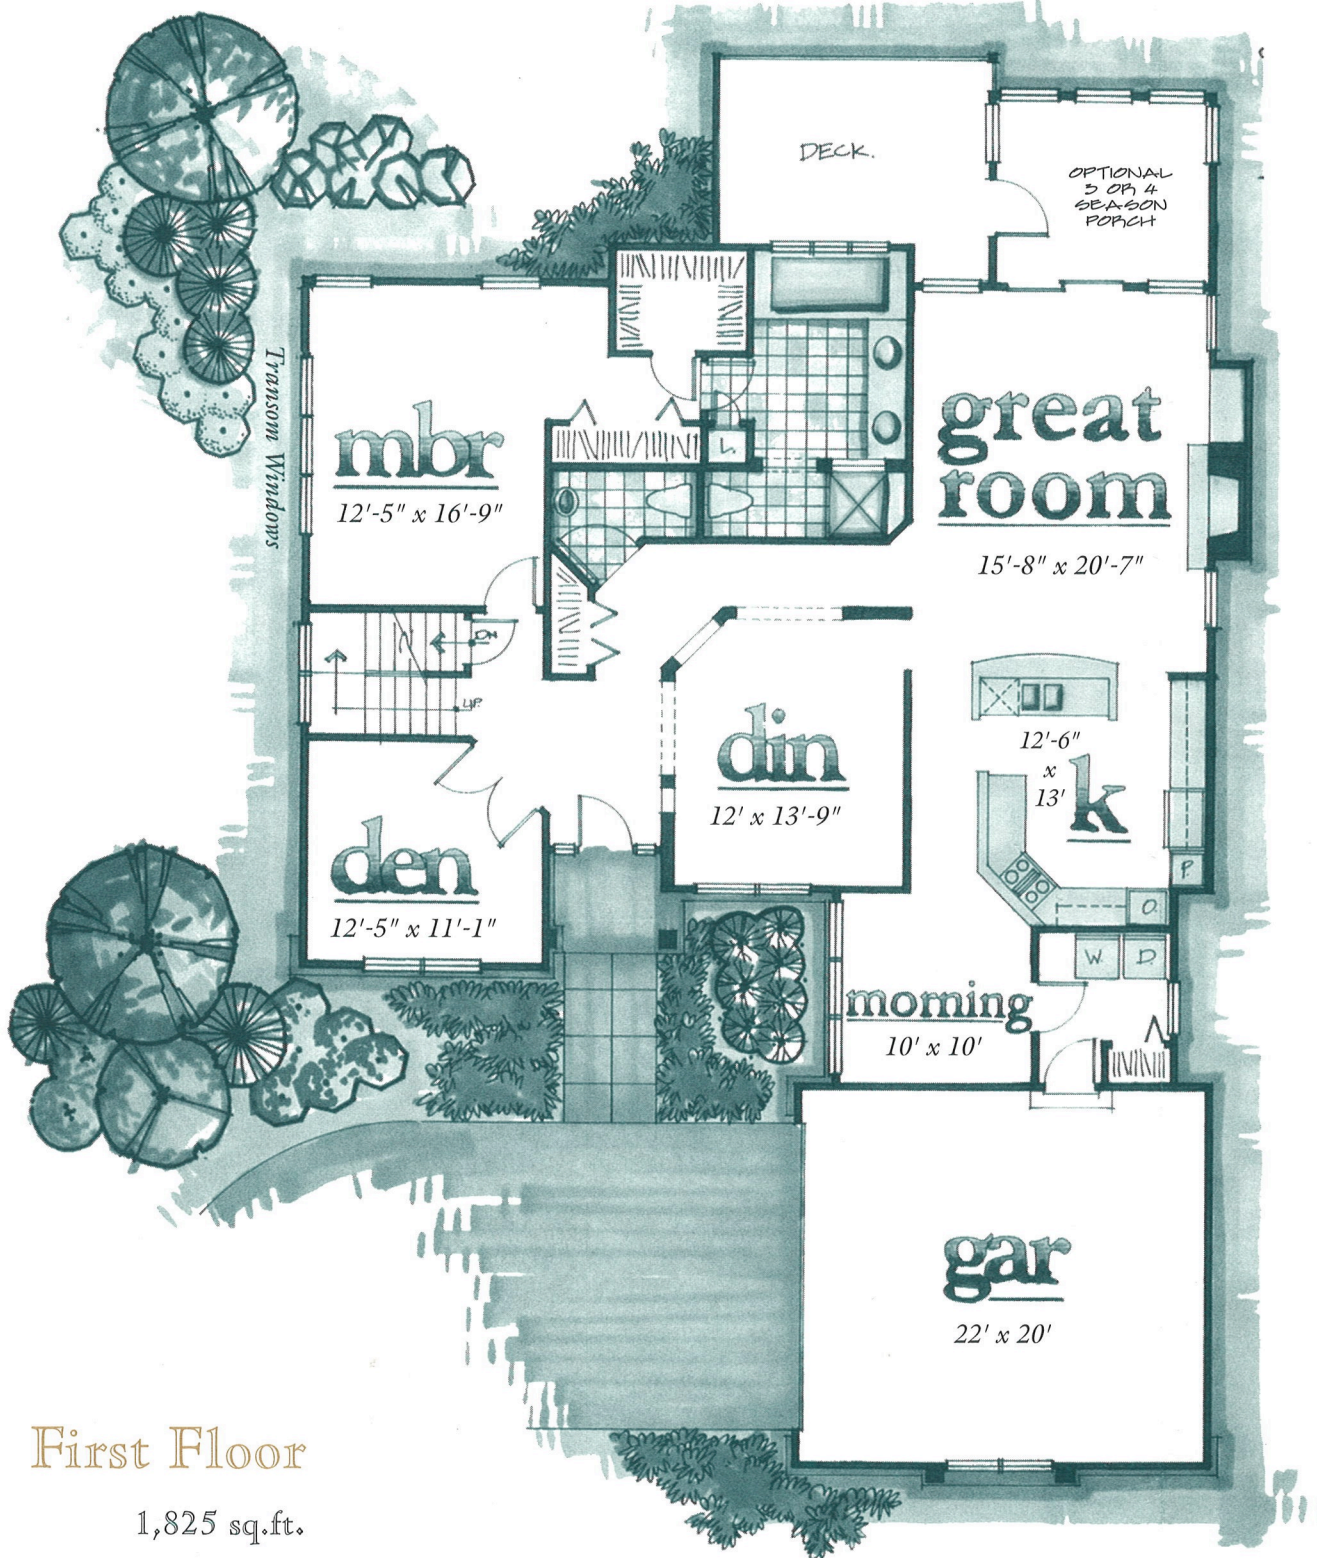 DECK.
OPTIONAL
3 OR 4
SEASON
PORCH
Transom Windows
mbr
12'-5" x 16'-9"
great
room
15'-8" x 20'-7"
L.
DN
UP.
din
12' x 13'-9"
12'-6"
x
13'
k
P.
O.
W.
D.
den
12'-5" x 11'-1"
morning
10' x 10'
gar
22' x 20'
First Floor
1,825 sq.ft.